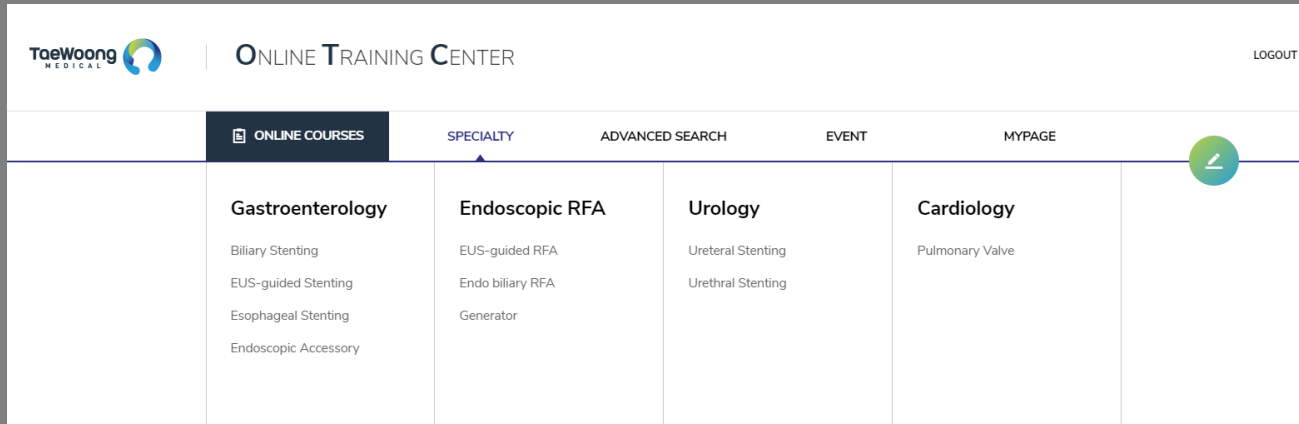 TaeWoong
MEDICAL
ONLINE TRAINING CENTER
LOGOUT
ONLINE COURSES
SPECIALTY
ADVANCED SEARCH
EVENT
MYPAGE
Gastroenterology
Biliary Stenting
EUS-guided Stenting
Esophageal Stenting
Endoscopic Accessory
Endoscopic RFA
EUS-guided RFA
Endo biliary RFA
Generator
Urology
Ureteral Stenting
Urethral Stenting
Cardiology
Pulmonary Valve